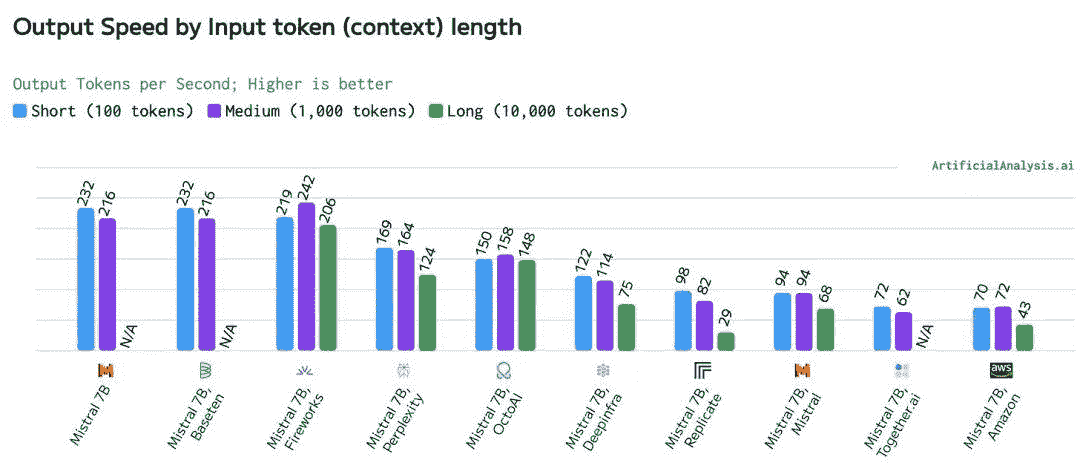 Output Speed by Input token (context) length
Output Tokens per Second; Higher is better
Short (100 tokens) Medium (1,000 tokens) Long (10,000 tokens)
ArtificialAnalysis.ai
232 216 N/A
232 216 N/A
219 242 206
169 164 124
150 158 148
122 114 75
98 82 29
94 94 68
72 62 N/A
70 72 43
aws
Mistral 7B
Mistral 7B,
Baseten
Mistral 7B,
Fireworks
Mistral 7B,
Perplexity
Mistral 7B,
OctoAI
Mistral 7B,
Deepinfra
Mistral 7B,
Replicate
Mistral 7B,
Mistral
Mistral 7B,
Together.ai
Mistral 7B,
Amazon